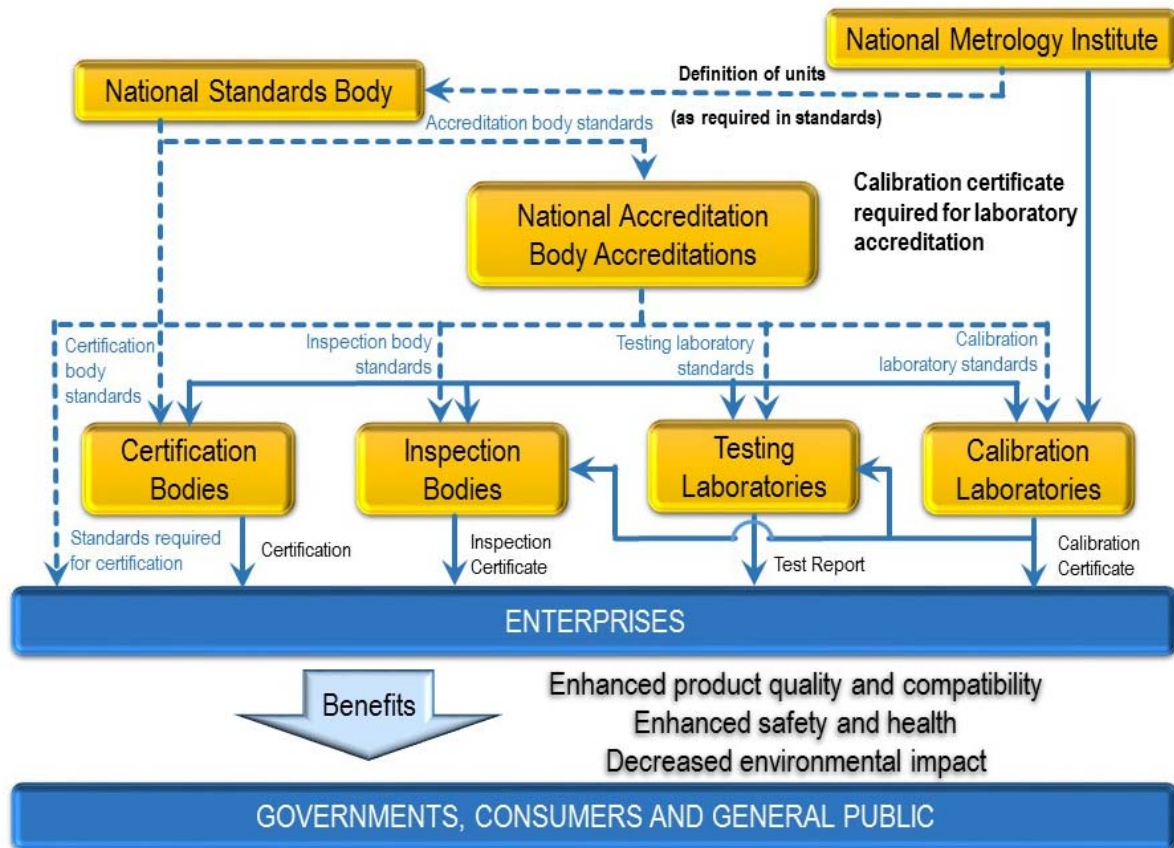 National Metrology Institute
National Standards Body
Definition of units
(as required in standards)
Accreditation body standards
National Accreditation
Body Accreditations
Calibration certificate
required for laboratory
accreditation
Certification
body
standards
Inspection body
standards
Testing laboratory
standards
Calibration
laboratory standards
Certification
Bodies
Inspection
Bodies
Testing
Laboratories
Calibration
Laboratories
Standards required
for certification
Certification
Inspection
Certificate
Test Report
Calibration
Certificate
ENTERPRISES
Benefits
Enhanced product quality and compatibility
Enhanced safety and health
Decreased environmental impact
GOVERNMENTS, CONSUMERS AND GENERAL PUBLIC